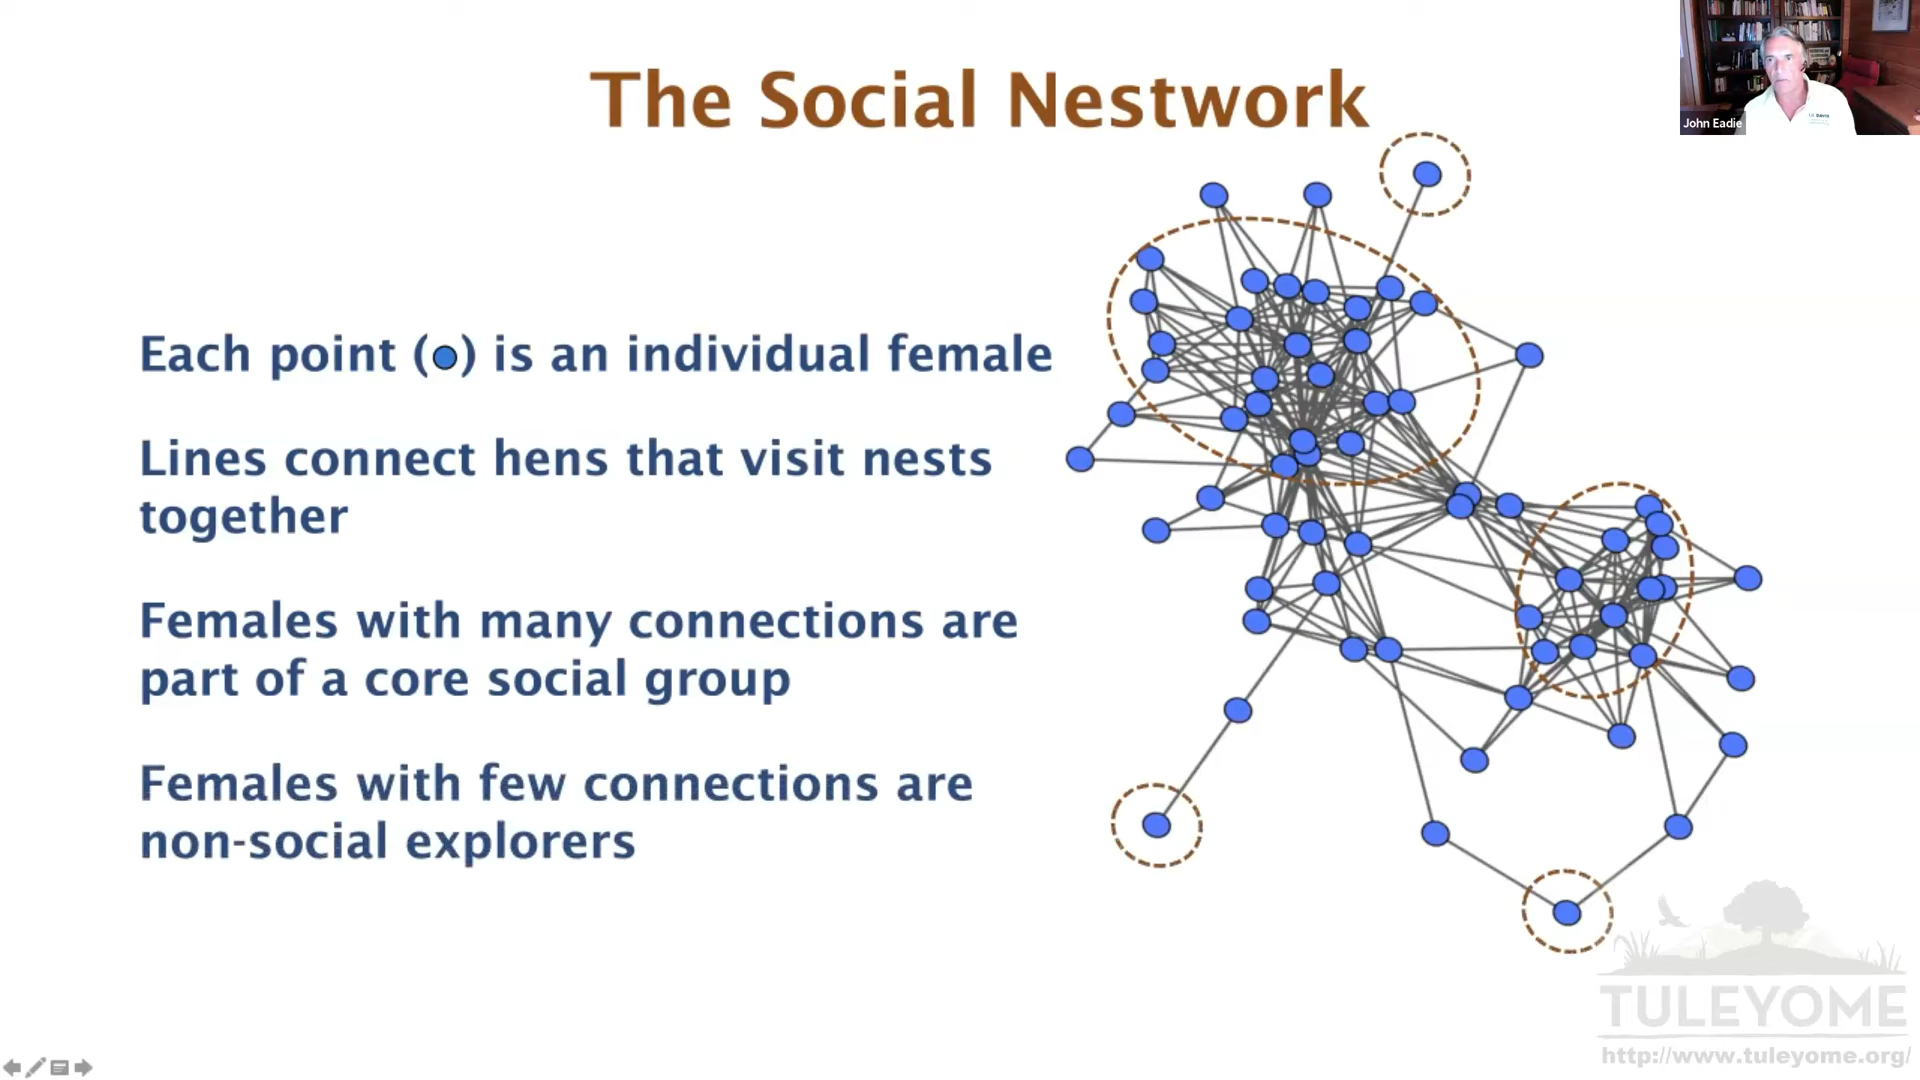 The Social Nestwork
John Eadie
Each point () is an individual female
Lines connect hens that visit nests
together
Females with many connections are
part of a core social group
Females with few connections are
non-social explorers
TULEYOME
http://www.tuleyome.org/